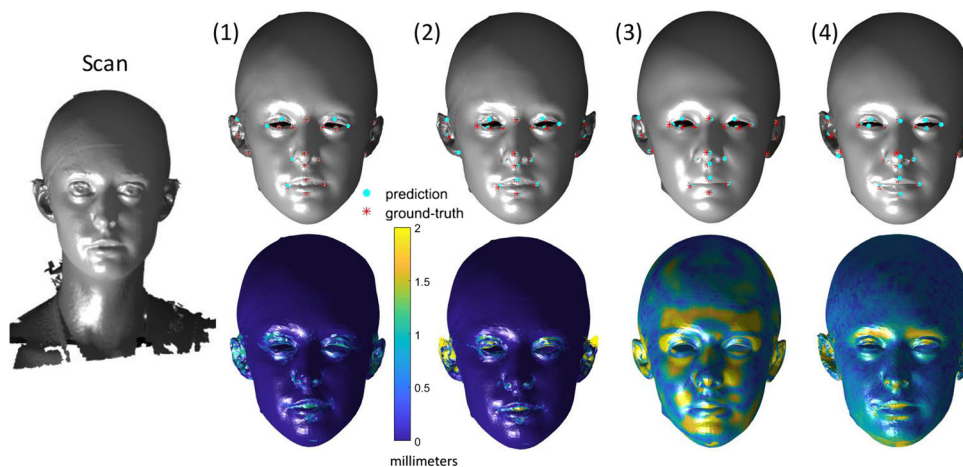 Scan
(1)
(2)
(3)
(4)
prediction
ground-truth
2
1.5
1
0.5
0
millimeters